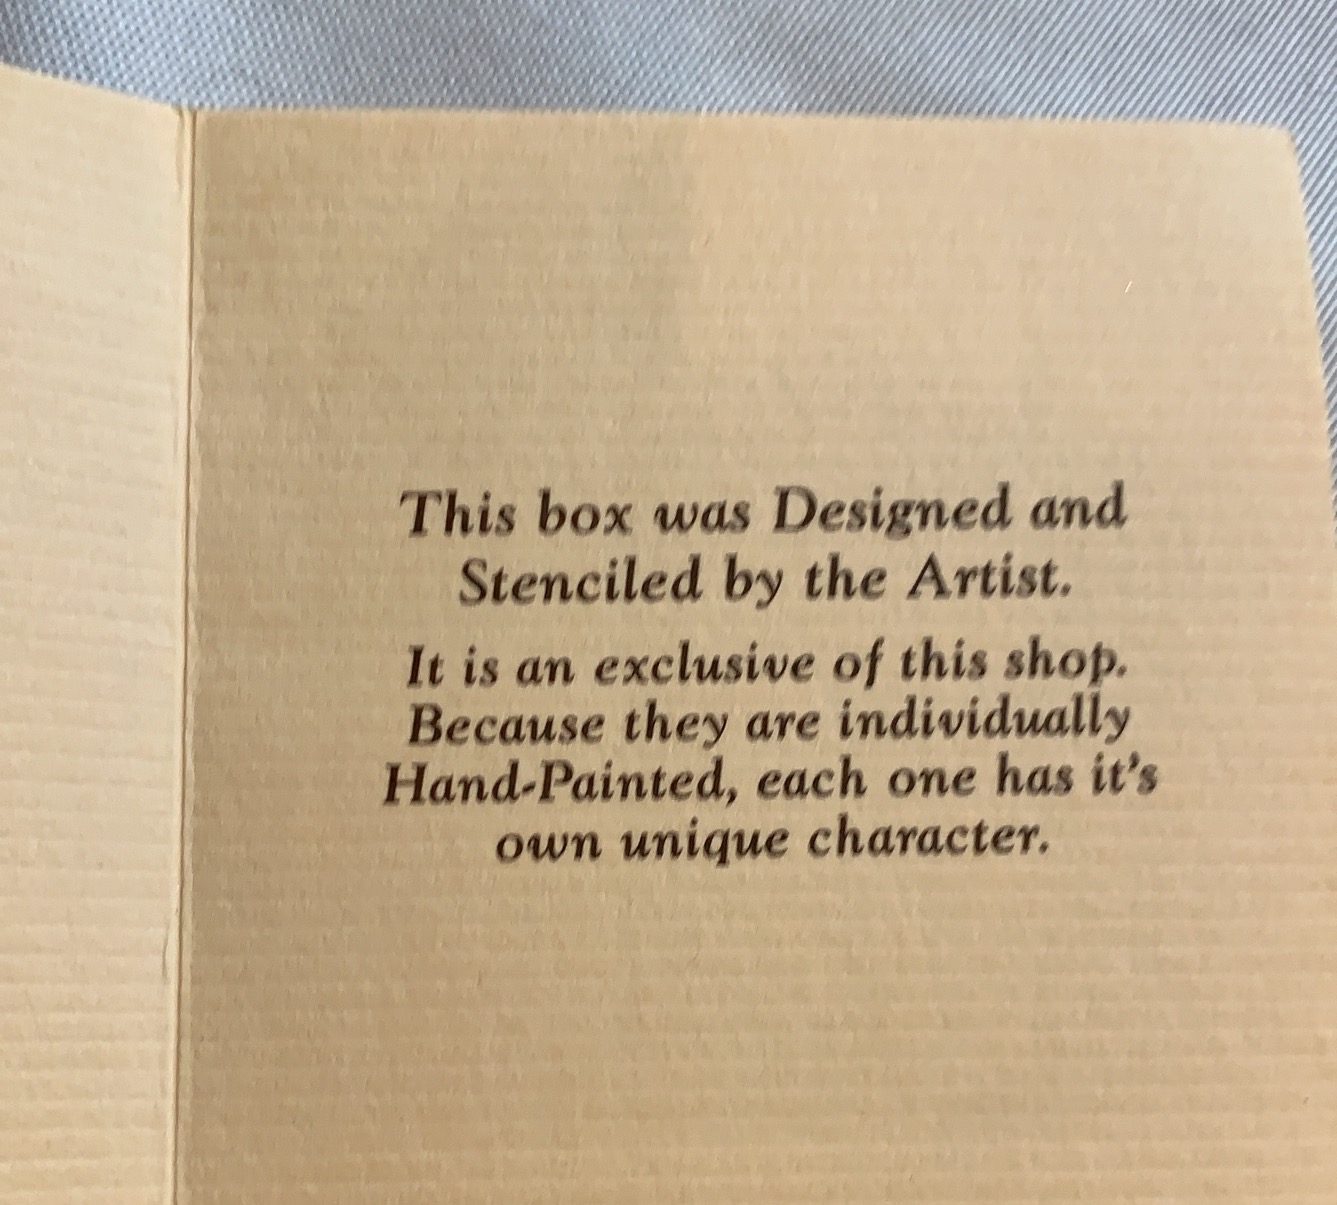 This box was Designed and
Stenciled by the Artist.
It is an exclusive of this shop.
Because they are individually
Hand-Painted, each one has it's
own unique character.